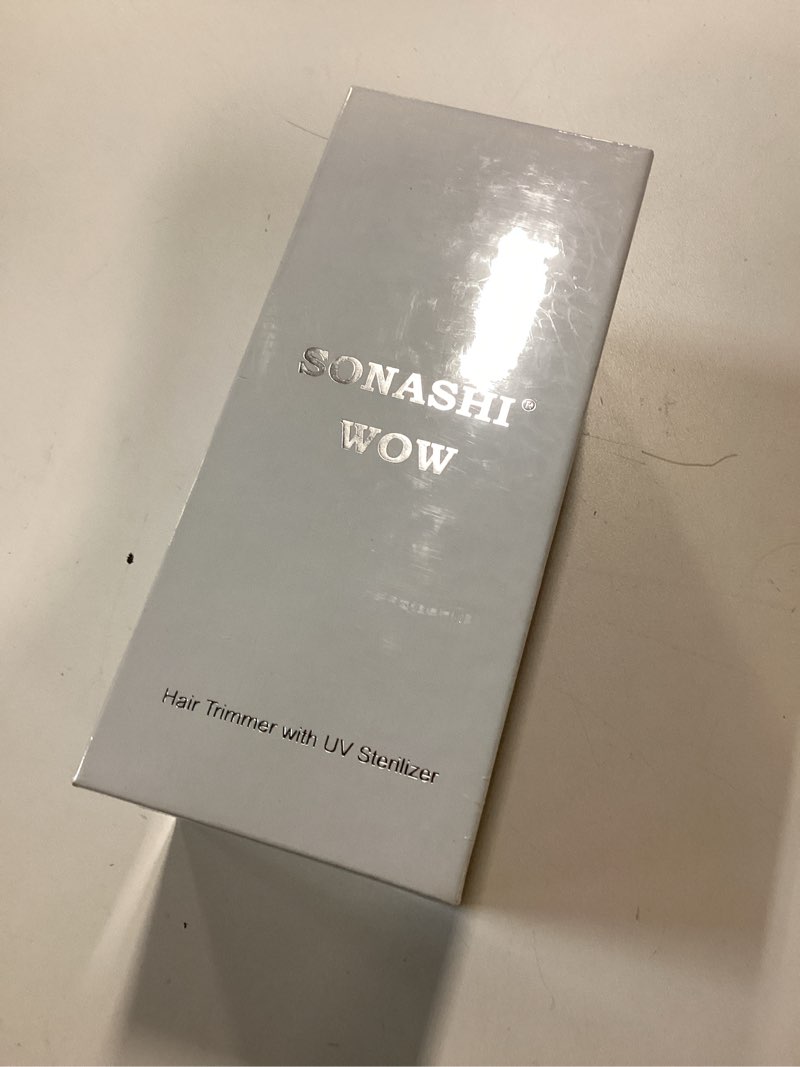 SONASHI®
WOW
Hair Trimmer with UV Sterilizer